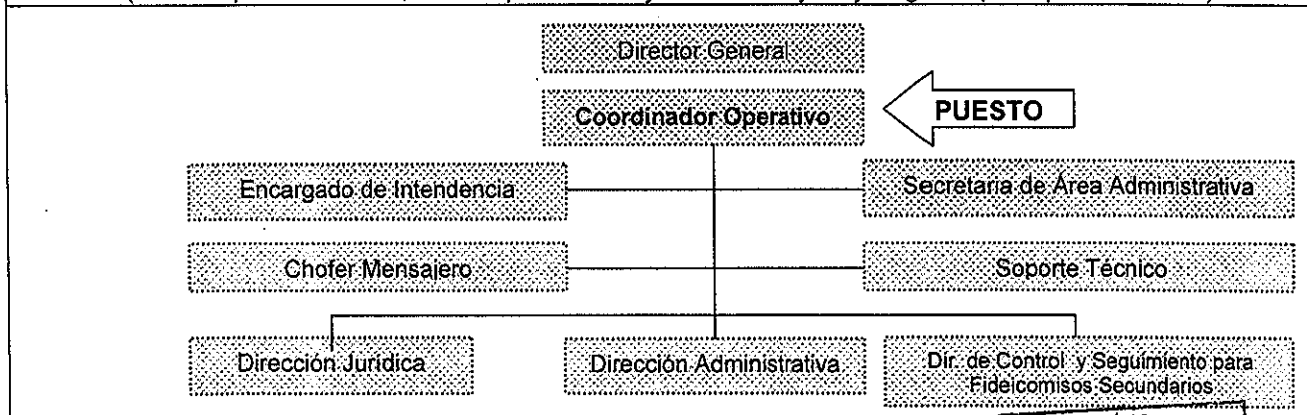 Director General
Coordinador Operativo
PUESTO
Encargado de Intendencia
Secretaria de Área Administrativa
Chofer Mensajero
Soporte Técnico
Dirección Jurídica
Dirección Administrativa
Dir. de Control y Seguimiento para
Fideicomisos Secundarios